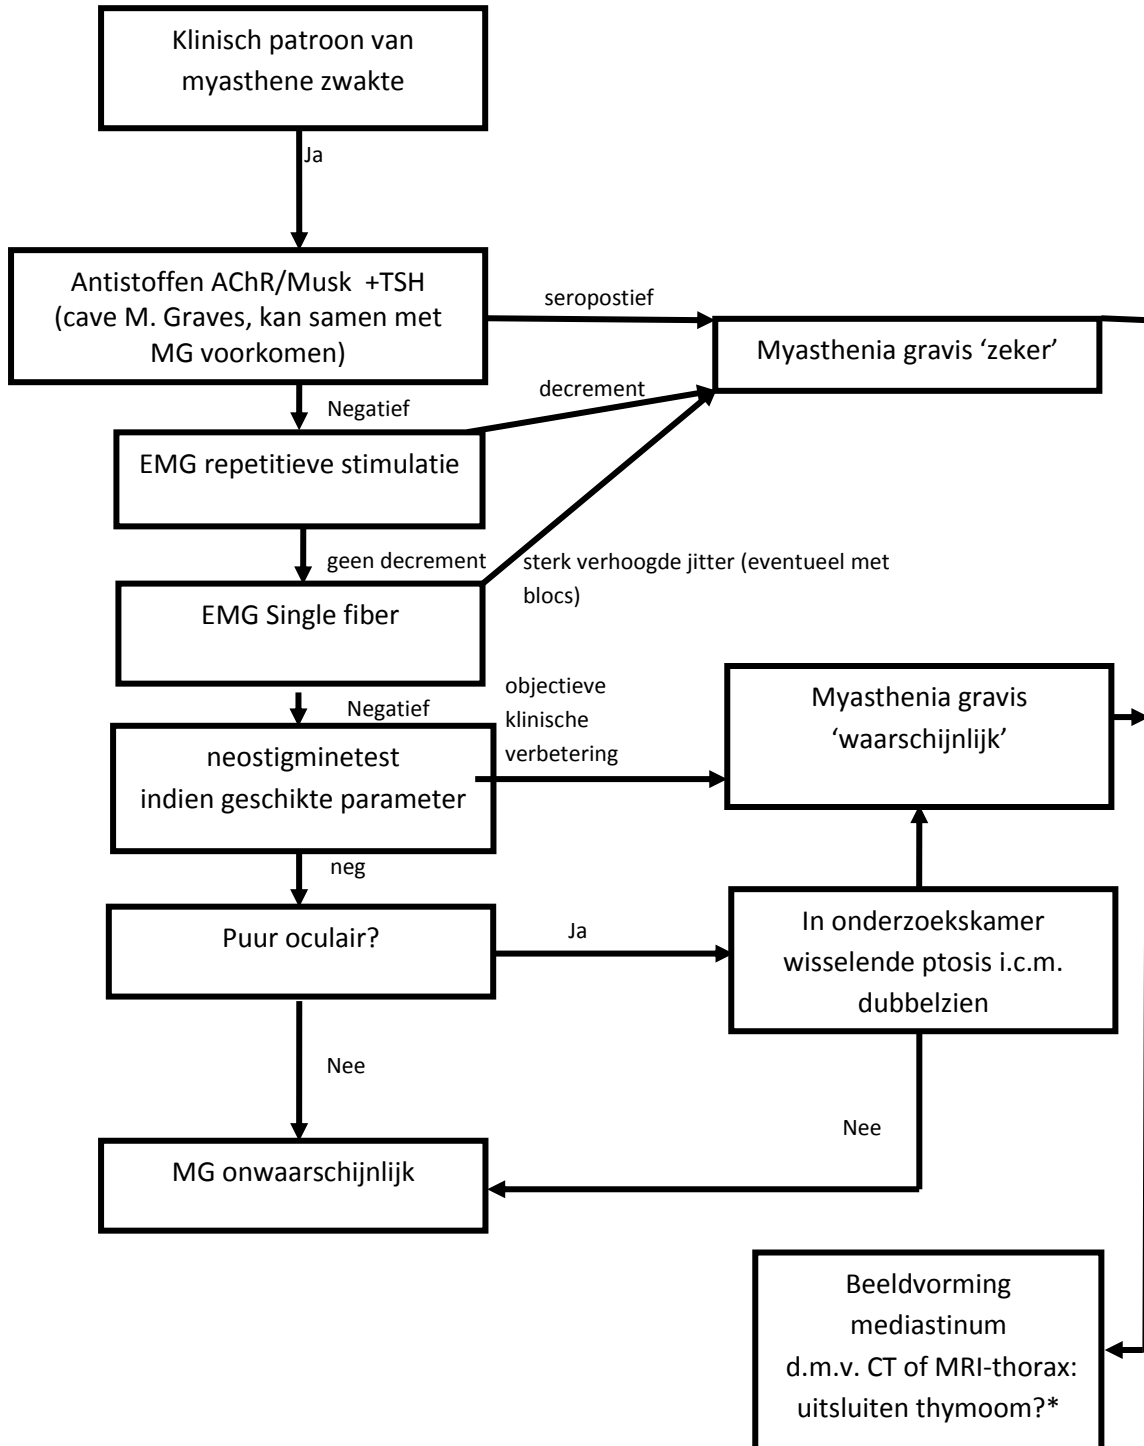 Klinisch patroon van
myasthene zwakte
Ja
Antistoffen AChR/Musk +TSH
(cave M. Graves, kan samen met
MG voorkomen)
seropostief
Myasthenia gravis ‘zeker’
Negatief
decrement
EMG repetitieve stimulatie
geen decrement
sterk verhoogde jitter (eventueel met
blocs)
EMG Single fiber
Negatief
objectieve
klinische
verbetering
Myasthenia gravis
‘waarschijnlijk’
neostigminetest
indien geschikte parameter
neg
Puur oculair?
Ja
In onderzoekskamer
wisselende ptosis i.c.m.
dubbelzien
Nee
Nee
MG onwaarschijnlijk
Beeldvorming
mediastinum
d.m.v. CT of MRI-thorax:
uitsluiten thymoom?*